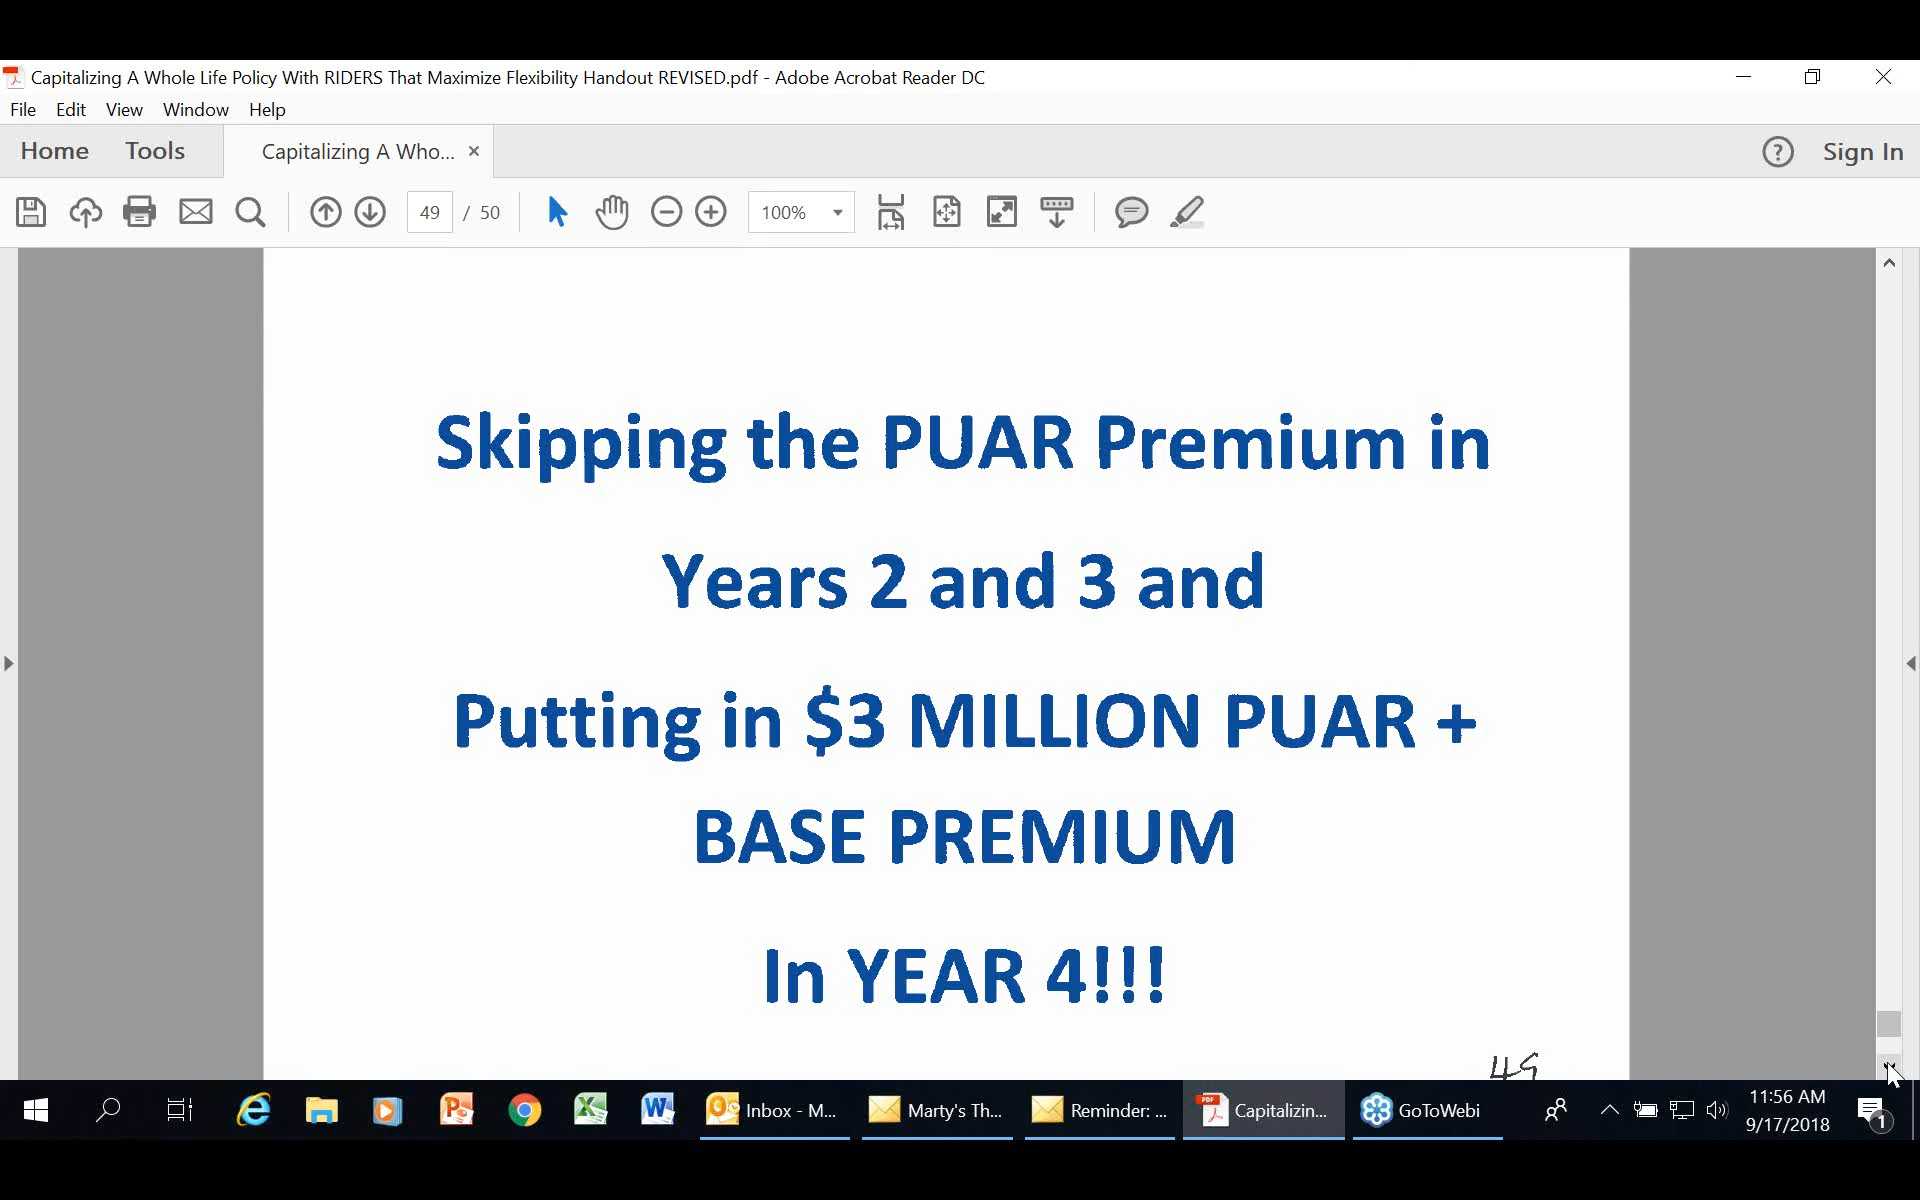 Capitalizing A Whole Life Policy With RIDERS That Maximize Flexibility Handout REVISED.pdf - Adobe Acrobat Reader DC
File Edit View Window Help
Home Tools Capitalizing A Who... × ? Sign In
49 / 50 100%
Skipping the PUAR Premium in
Years 2 and 3 and
Putting in $3 MILLION PUAR +
BASE PREMIUM
In YEAR 4!!!
49
Inbox - M... Marty's Th... Reminder: ... Capitalizin... GoToWebi 11:56 AM
9/17/2018 1